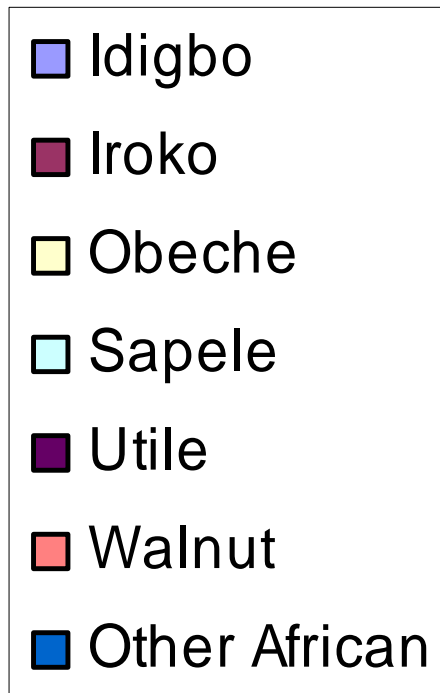 Idigbo
Iroko
Obeche
Sapele
Utile
Walnut
Other African